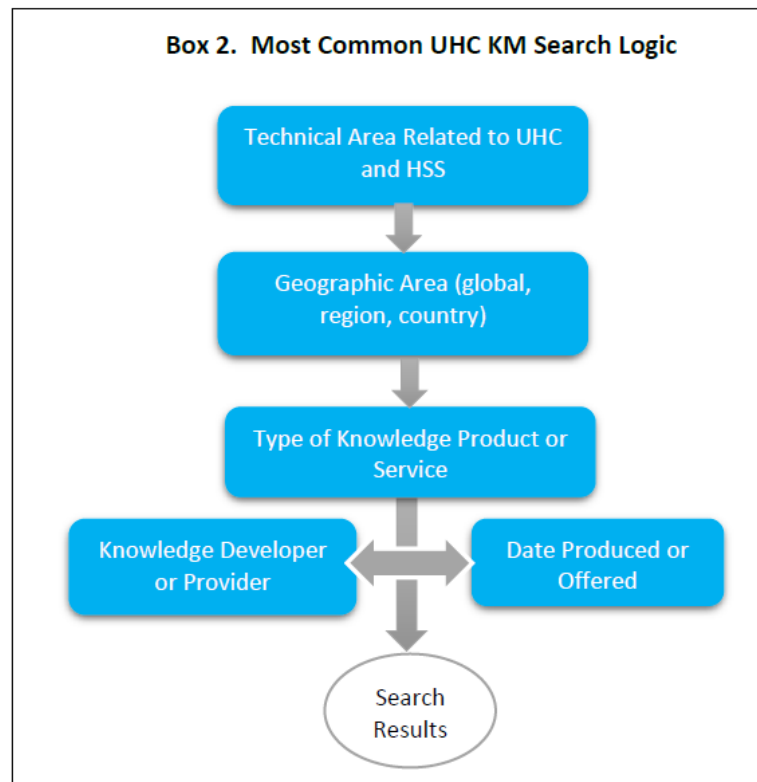 Box 2. Most Common UHC KM Search Logic
Technical Area Related to UHC
and HSS
Geographic Area (global,
region, country)
Type of Knowledge Product or
Service
Knowledge Developer
or Provider
Date Produced or
Offered
Search
Results